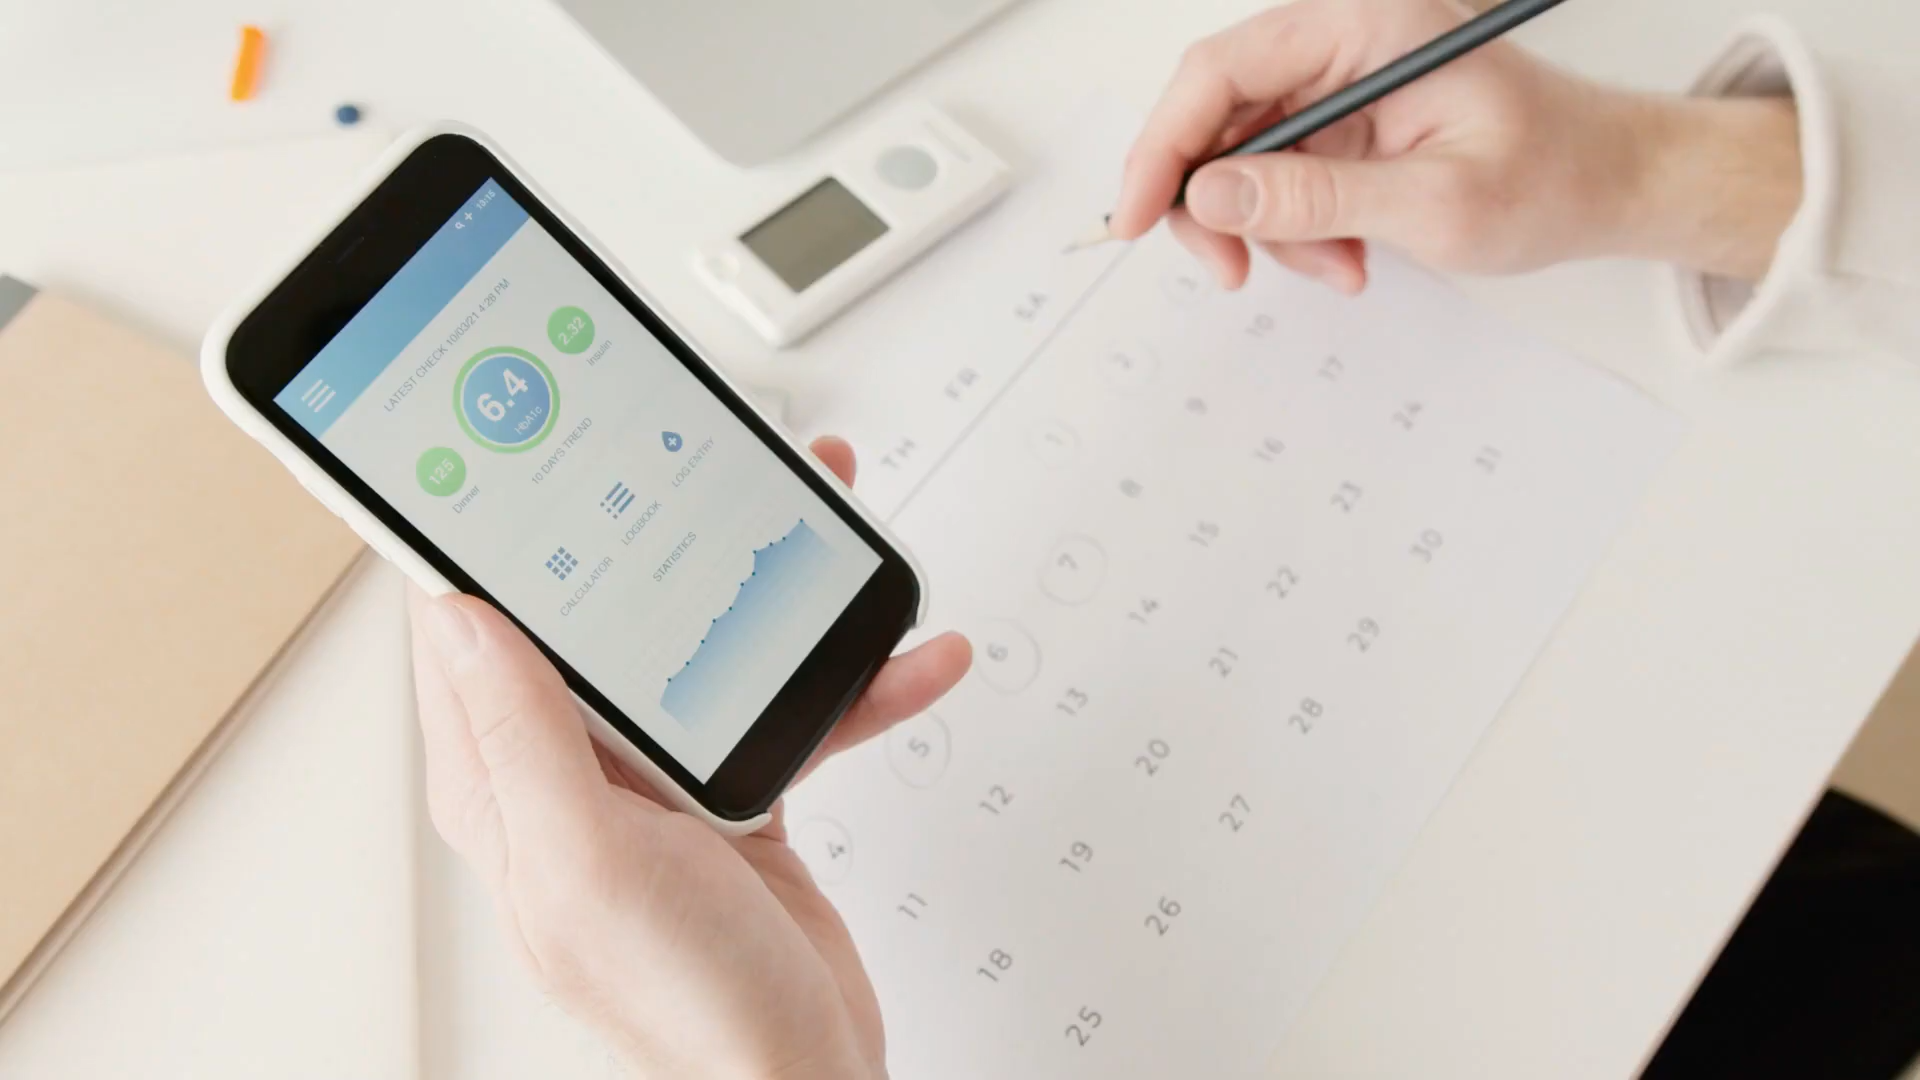 13:15
LATEST CHECK 10/03/21 4:28 PM
125
Dinner
6.4
HbA1c
2.32
Insulin
10 DAYS TREND
CALCULATOR
LOGBOOK
LOG ENTRY
STATISTICS
TH FR SA
1 2 3
4 5 6 7 8 9 10
11 12 13 14 15 16 17
18 19 20 21 22 23 24
25 26 27 28 29 30 31